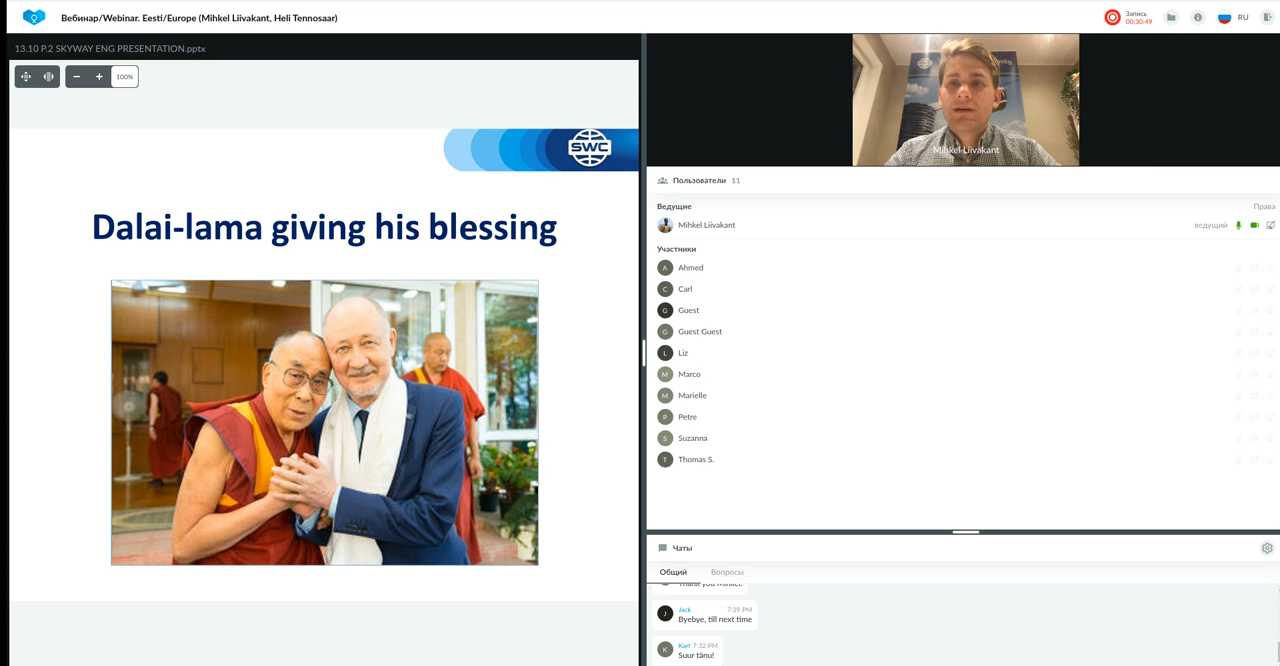 Вебинар/Webinar. Eesti/Europe (Mihkel Liivakant, Heli Tennosaar)
Запись
00:30:49
RU
13.10 P.2 SKYWAY ENG PRESENTATION.pptx
100%
SWC
Dalai-lama giving his blessing
Mihkel Liivakant
Пользователи 11
Ведущие
Права
Mihkel Liivakant
ведущий
Участники
A Ahmed
C Carl
G Guest
G Guest Guest
L Liz
M Marco
M Marielle
P Petre
S Suzanna
T Thomas S.
Чаты
Общий
Вопросы
Thank you Mihkel.
J Jack 7:39 PM
Byebye, till next time
K Karl 7:32 PM
Suur tänu!